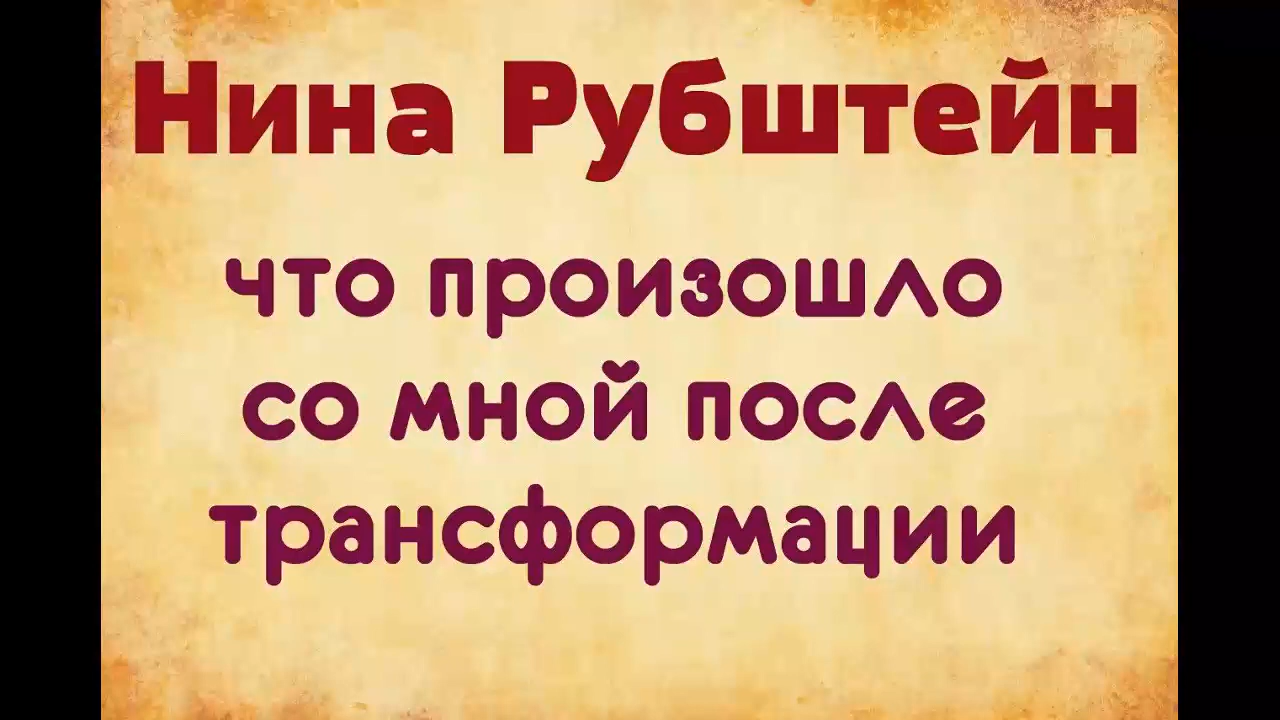 Нина Рубштейн
что произошло
со мной после
трансформации